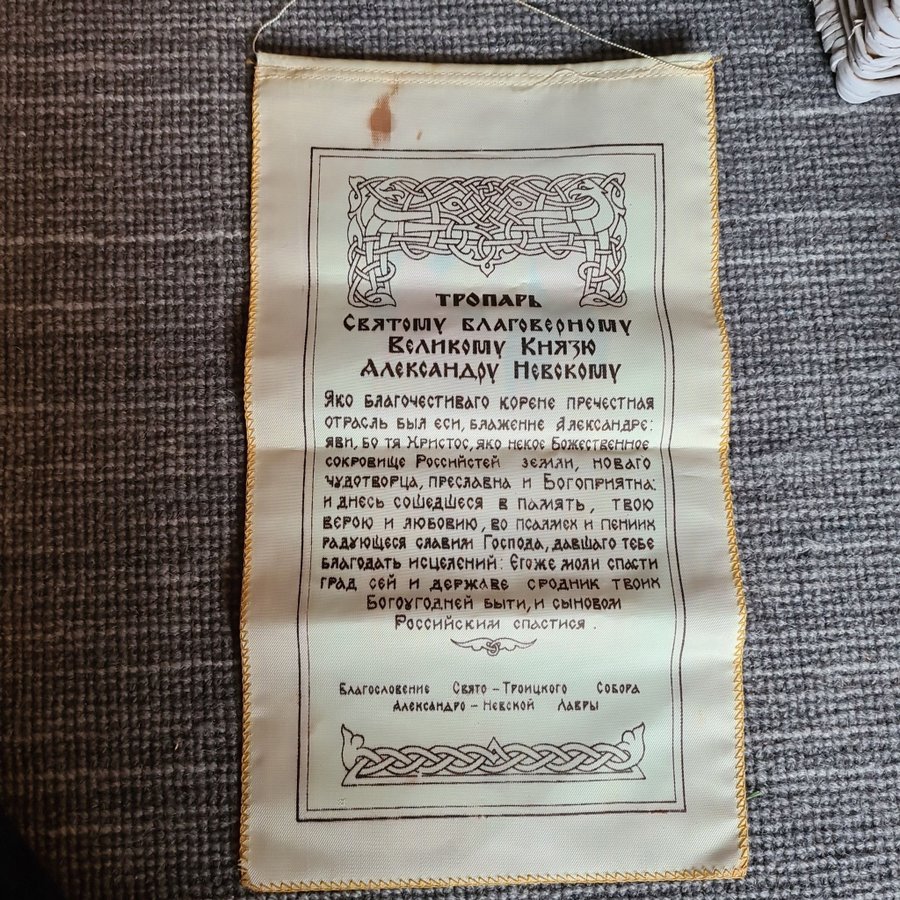 ТРОПАРЬ
Святому благоверному
Великому Князю
Александру Невскому
Яко благочестиваго корене пречестная
отрасль был еси, блаженне Александре:
яви, бо тя Христос, яко некое Божественное
сокровище Российстей земли, новаго
чудотворца, преславна и Богоприятна:
и днесь сошедшеся в память, твою
верою и любовию, во псалмех и пениих
радующеся славим Господа, давшаго тебе
благодать исцелений: Егоже моли спасти
град сей и державе сродник твоих
Богоугодней быти, и сыновом
Российским спастися.
Благословение Свято-Троицкого Собора
Александро-Невской Лавры